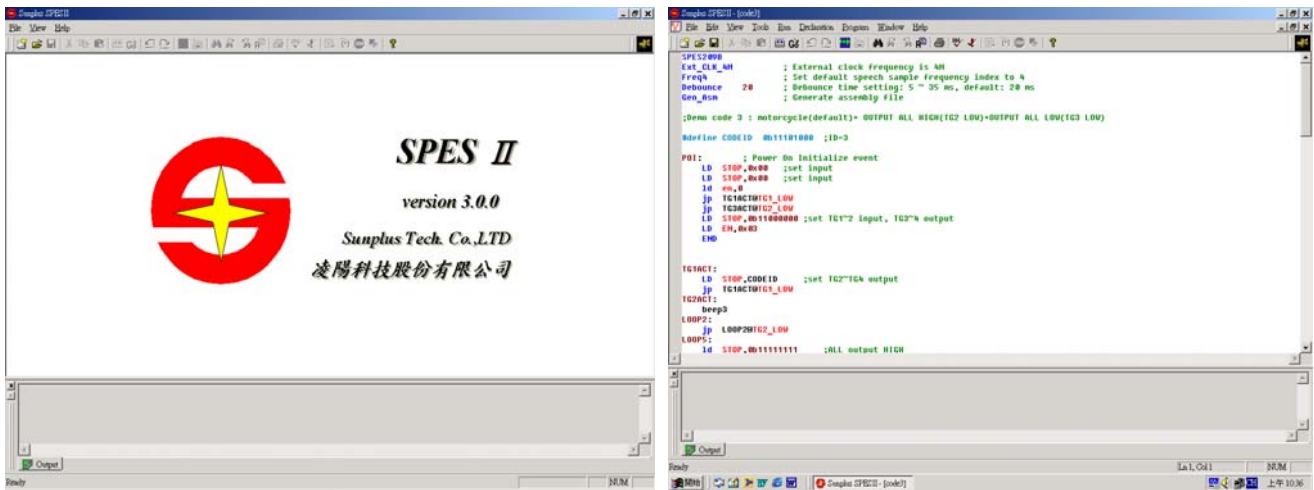 Sunplus SPESII
File View Help
SPES II
version 3.0.0
Sunplus Tech. Co.,LTD
凌陽科技股份有限公司
Output
Ready
NUM
Sunplus SPESII - [code3]
File Edit View Tools Run Declaration Program Window Help
SPES2098
Ext_CLK_4M ; External clock frequency is 4M
Freq4 ; Set default speech sample frequency index to 4
Debounce 20 ; Debounce time setting: 5 ~ 35 ms, default: 20 ms
Gen_Asm ; Generate assembly file
;Demo code 3 : motorcycle(default)+ OUTPUT ALL HIGH(TG2 LOW)+OUTPUT ALL LOW(TG3 LOW)
#define CODEID 0b11101000 ;ID=3
POI: ; Power On Initialize event
LD STOP,0x00 ;set input
LD STOP,0x00 ;set input
ld en,0
jp TG1ACT@TG1_LOW
jp TG3ACT@TG2_LOW
LD STOP,0b11000000 ;set TG1~2 input, TG3~4 output
LD EN,0x03
END
TG1ACT:
LD STOP,CODEID ;set TG2~TG4 output
jp TG1ACT@TG1_LOW
TG2ACT:
beep3
LOOP2:
jp LOOP2@TG2_LOW
LOOP5:
ld STOP,0b11111111 ;ALL output HIGH
Output
Ready
Ln 1, Col 1
NUM
開始
Sunplus SPESII - [code3]
上午 10:36